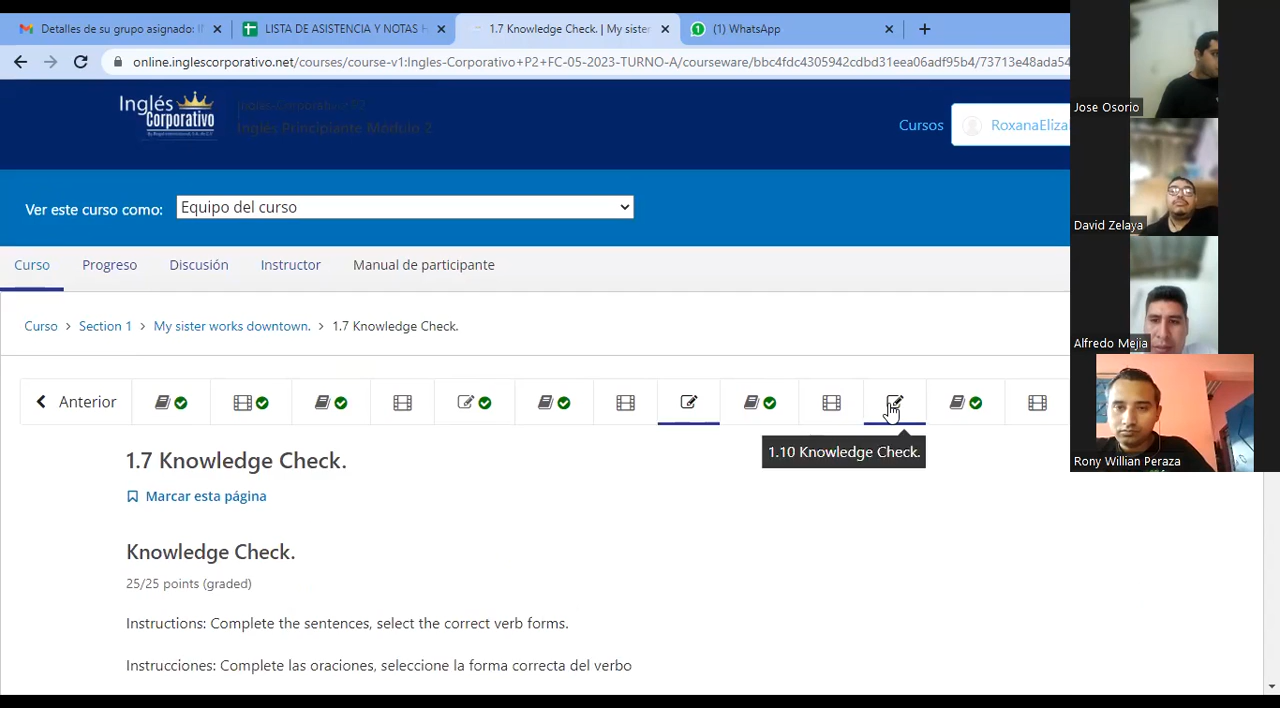 Detalles de su grupo asignado: I
LISTA DE ASISTENCIA Y NOTAS H
1.7 Knowledge Check. | My sister
(1) WhatsApp
online.inglescorporativo.net/courses/course-v1:Ingles-Corporativo+P2+FC-05-2023-TURNO-A/courseware/bbc4fdc4305942cdbd31eea06adf95b4/73713e48ada54
Inglés
Corporativo
Inglés Principiante Módulo 2
Cursos
RoxanaEliza
Ver este curso como:
Equipo del curso
Curso
Progreso
Discusión
Instructor
Manual de participante
Curso > Section 1 > My sister works downtown. > 1.7 Knowledge Check.
Anterior
1.10 Knowledge Check.
1.7 Knowledge Check.
Marcar esta página
Knowledge Check.
25/25 points (graded)
Instructions: Complete the sentences, select the correct verb forms.
Instrucciones: Complete las oraciones, seleccione la forma correcta del verbo
Jose Osorio
David Zelaya
Alfredo Mejia
Rony Willian Peraza